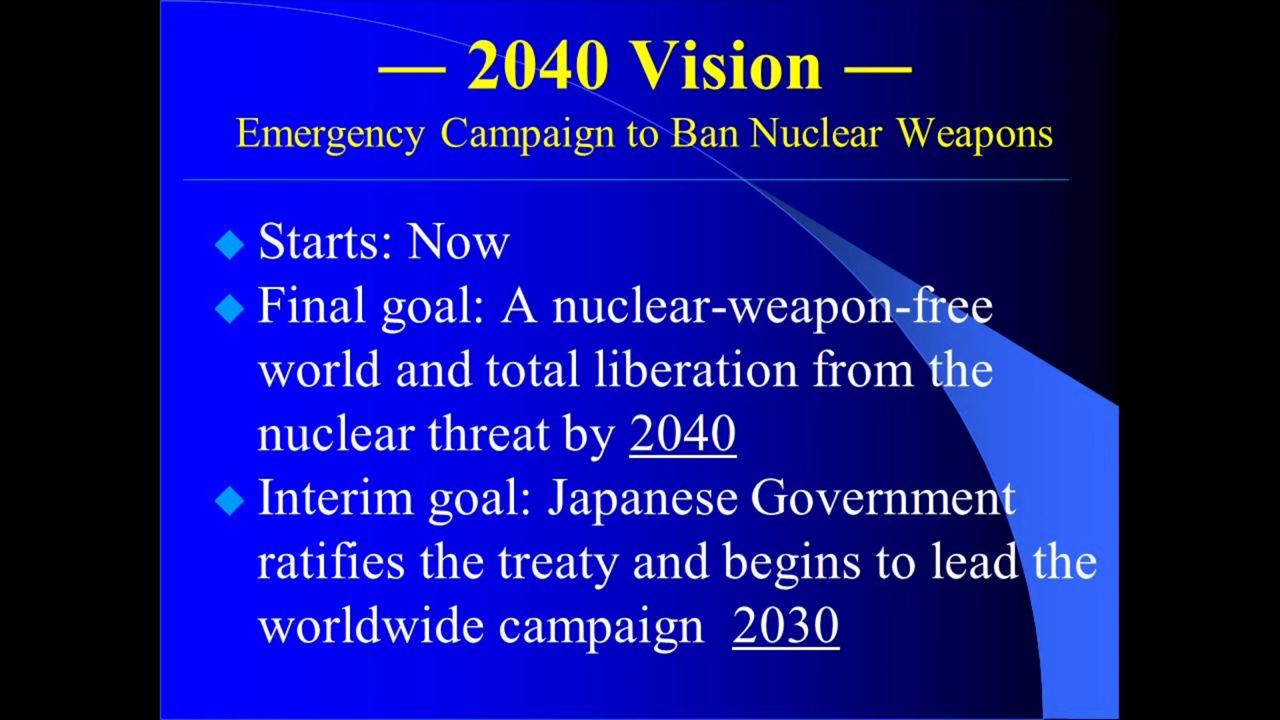 — 2040 Vision —
Emergency Campaign to Ban Nuclear Weapons
Starts: Now
Final goal: A nuclear-weapon-free
world and total liberation from the
nuclear threat by 2040
Interim goal: Japanese Government
ratifies the treaty and begins to lead the
worldwide campaign 2030